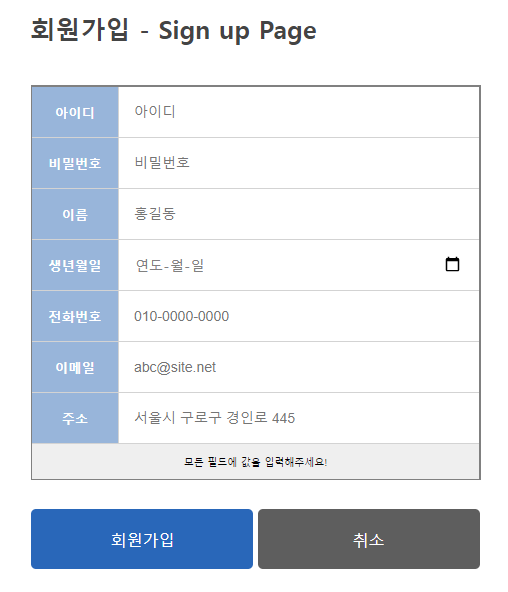 회원가입 - Sign up Page
아이디 아이디
비밀번호 비밀번호
이름 홍길동
생년월일 연도-월-일
전화번호 010-0000-0000
이메일 abc@site.net
주소 서울시 구로구 경인로 445
모든 필드에 값을 입력해주세요!
회원가입 취소